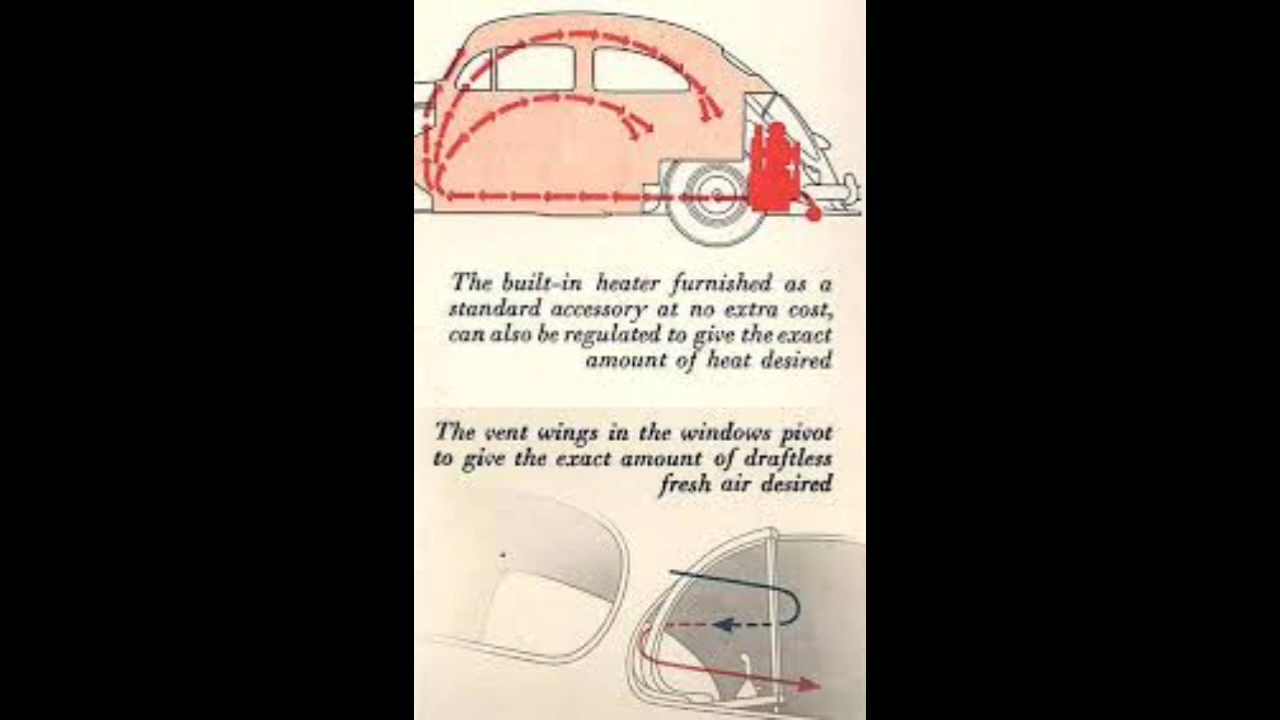 The built-in heater furnished as a
standard accessory at no extra cost,
can also be regulated to give the exact
amount of heat desired
The vent wings in the windows pivot
to give the exact amount of draftless
fresh air desired